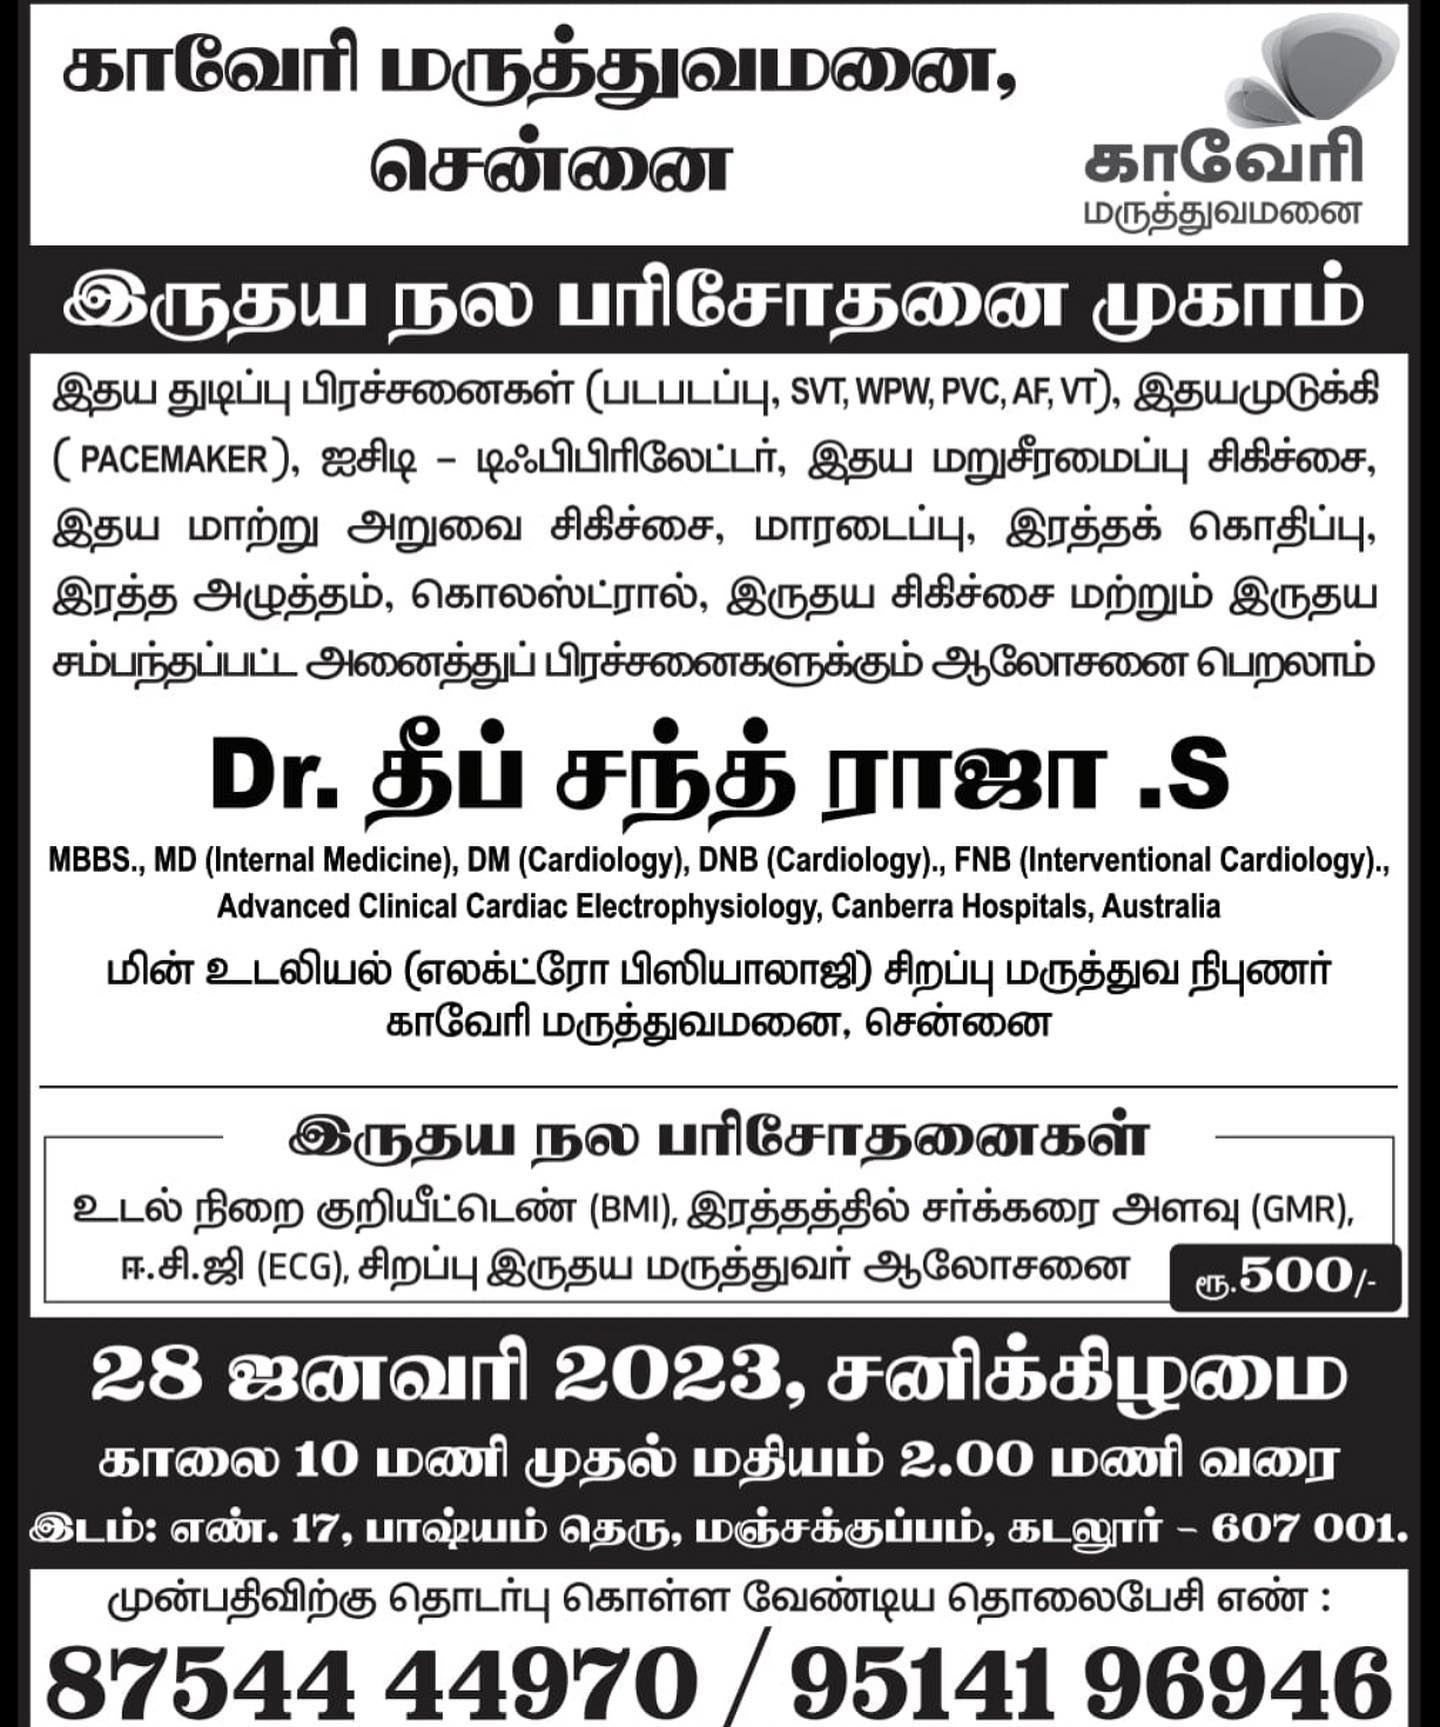 காவேரி மருத்துவமனை,
சென்னை
காவேரி
மருத்துவமனை
இருதய நல பரிசோதனை முகாம்
இதய துடிப்பு பிரச்சனைகள் (படபடப்பு, SVT, WPW, PVC, AF, VT), இதயமுடுக்கி
( PACEMAKER ), ஐசிடி – டிஃபிபிரிலேட்டர், இதய மறுசீரமைப்பு சிகிச்சை,
இதய மாற்று அறுவை சிகிச்சை, மாரடைப்பு, இரத்தக் கொதிப்பு,
இரத்த அழுத்தம், கொலஸ்ட்ரால், இருதய சிகிச்சை மற்றும் இருதய
சம்பந்தப்பட்ட அனைத்துப் பிரச்சனைகளுக்கும் ஆலோசனை பெறலாம்
Dr. தீப் சந்த் ராஜா .S
MBBS., MD (Internal Medicine), DM (Cardiology), DNB (Cardiology)., FNB (Interventional Cardiology).,
Advanced Clinical Cardiac Electrophysiology, Canberra Hospitals, Australia
மின் உடலியல் (எலக்ட்ரோ பிஸியாலாஜி) சிறப்பு மருத்துவ நிபுணர்
காவேரி மருத்துவமனை, சென்னை
இருதய நல பரிசோதனைகள்
உடல் நிறை குறியீட்டெண் (BMI), இரத்தத்தில் சர்க்கரை அளவு (GMR),
ஈ.சி.ஜி (ECG), சிறப்பு இருதய மருத்துவர் ஆலோசனை
ரூ.500/-
28 ஜனவரி 2023, சனிக்கிழமை
காலை 10 மணி முதல் மதியம் 2.00 மணி வரை
இடம்: எண். 17, பாஷ்யம் தெரு, மஞ்சக்குப்பம், கடலூர் – 607 001.
முன்பதிவிற்கு தொடர்பு கொள்ள வேண்டிய தொலைபேசி எண் :
87544 44970 / 95141 96946